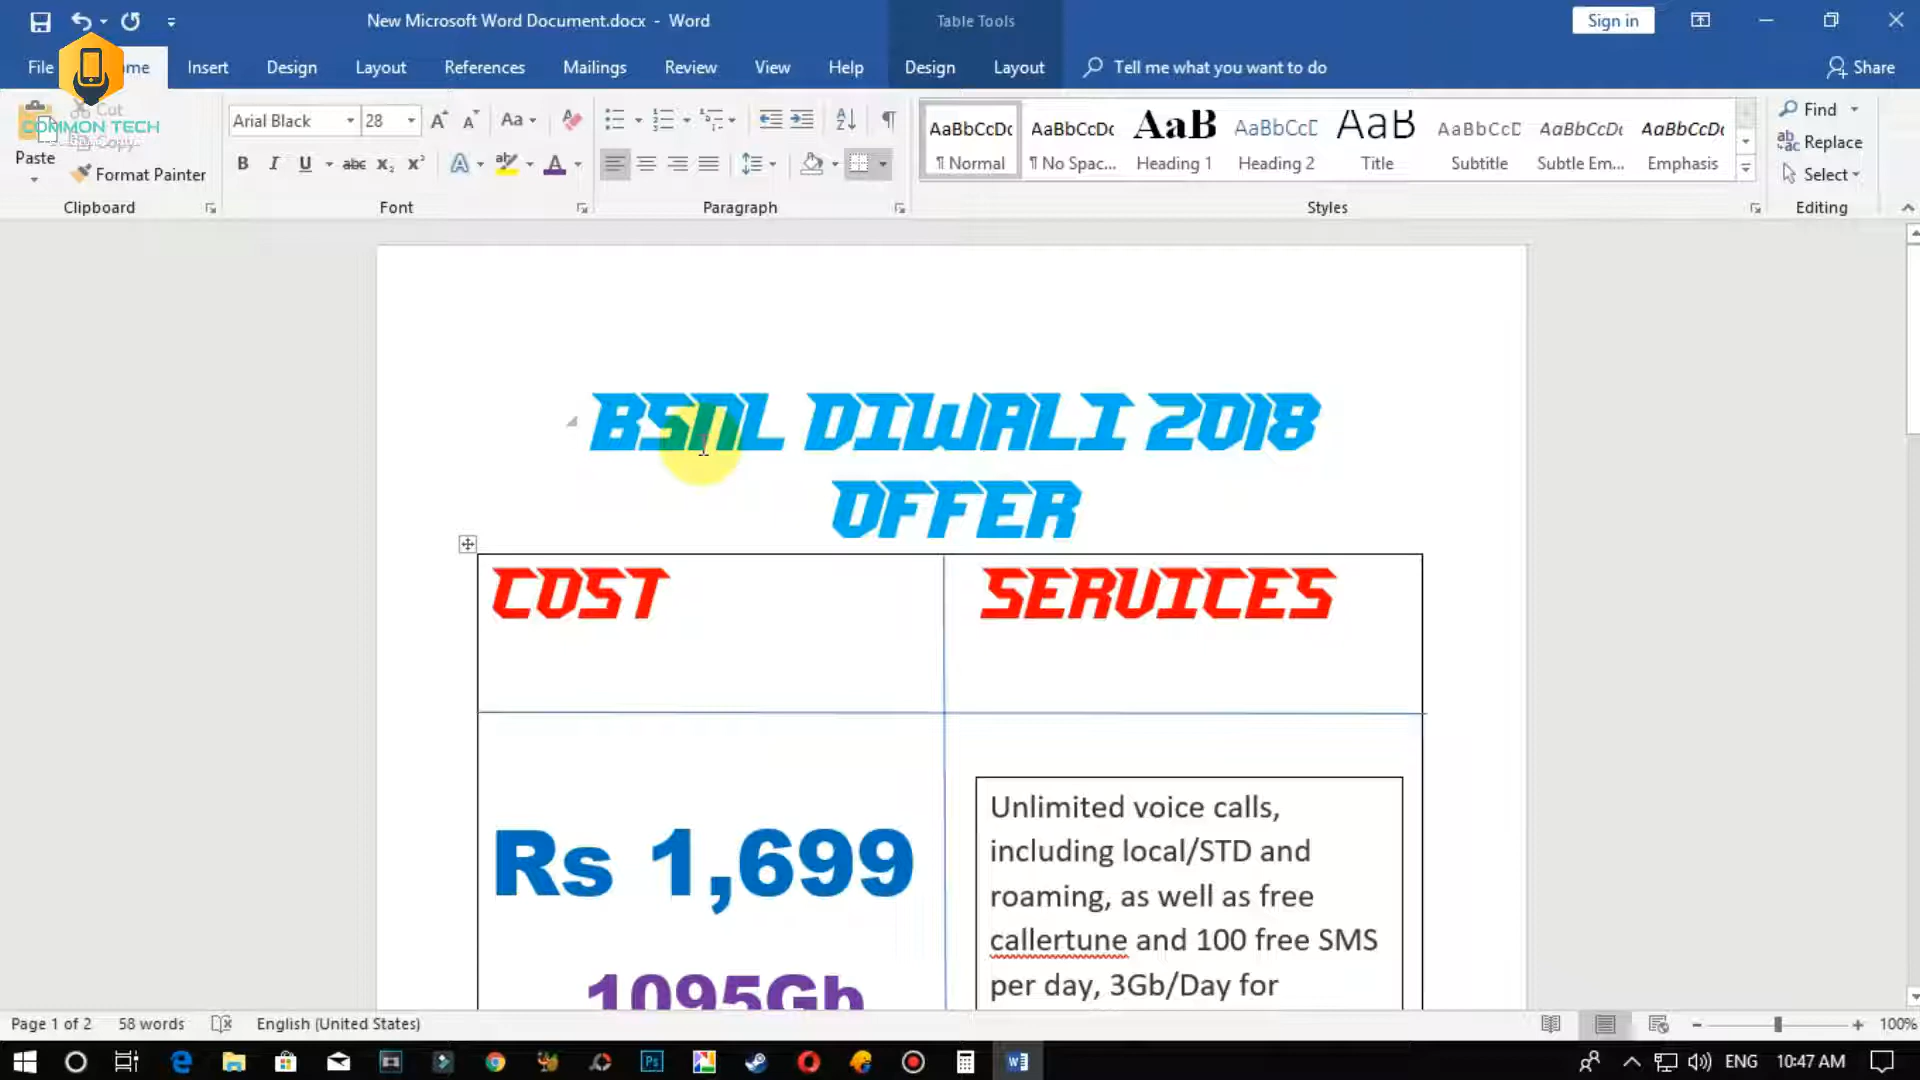 New Microsoft Word Document.docx - Word
Table Tools
Sign in
File
Insert
Design
Layout
References
Mailings
Review
View
Help
Design
Layout
Tell me what you want to do
Share
COMMON TECH
Cut
Copy
Paste
Format Painter
Clipboard
Arial Black
28
Font
Paragraph
AaBbCcDc
¶ Normal
AaBbCcDc
¶ No Spac...
AaB
Heading 1
AaBbCcC
Heading 2
AaB
Title
AaBbCcD
Subtitle
AaBbCcDc
Subtle Em...
AaBbCcDc
Emphasis
Styles
Find
Replace
Select
Editing
BSNL DIWALI 2018
OFFER
COST
SERVICES
Rs 1,699
1095Gb
Unlimited voice calls,
including local/STD and
roaming, as well as free
callertune and 100 free SMS
per day, 3Gb/Day for
Page 1 of 2
58 words
English (United States)
100%
ENG
10:47 AM